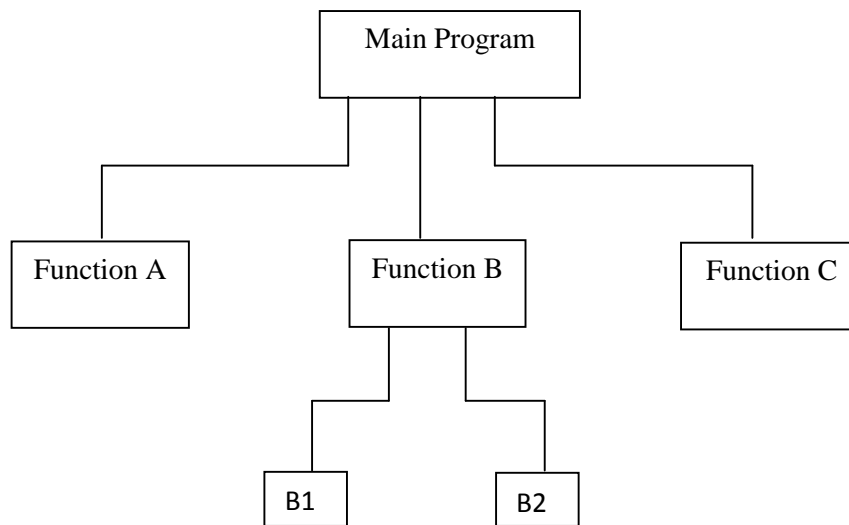 Main Program
Function A
Function B
Function C
B1
B2